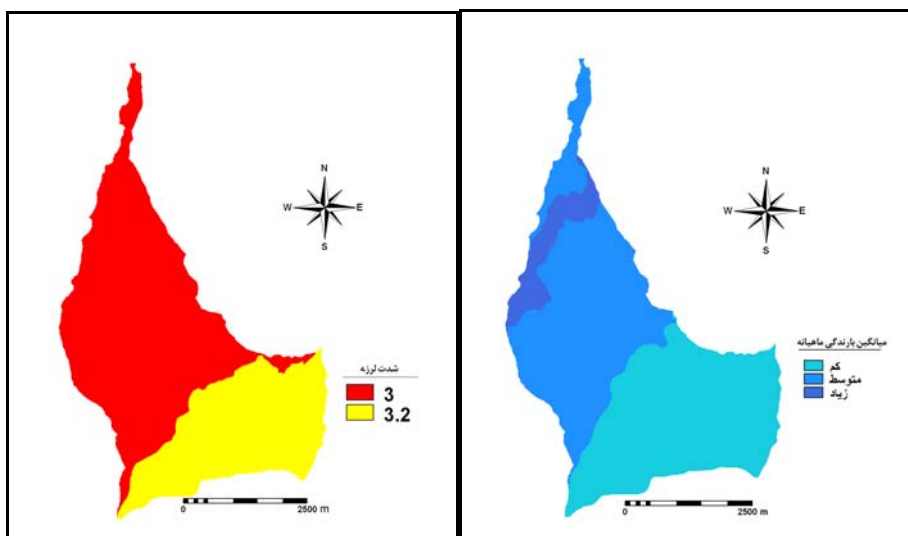 N
W E
S
شدت لرزه
3
3.2
0 2500 m
N
W E
S
میانگین بارندگی ماهیانه
کم
متوسط
زیاد
0 2500 m